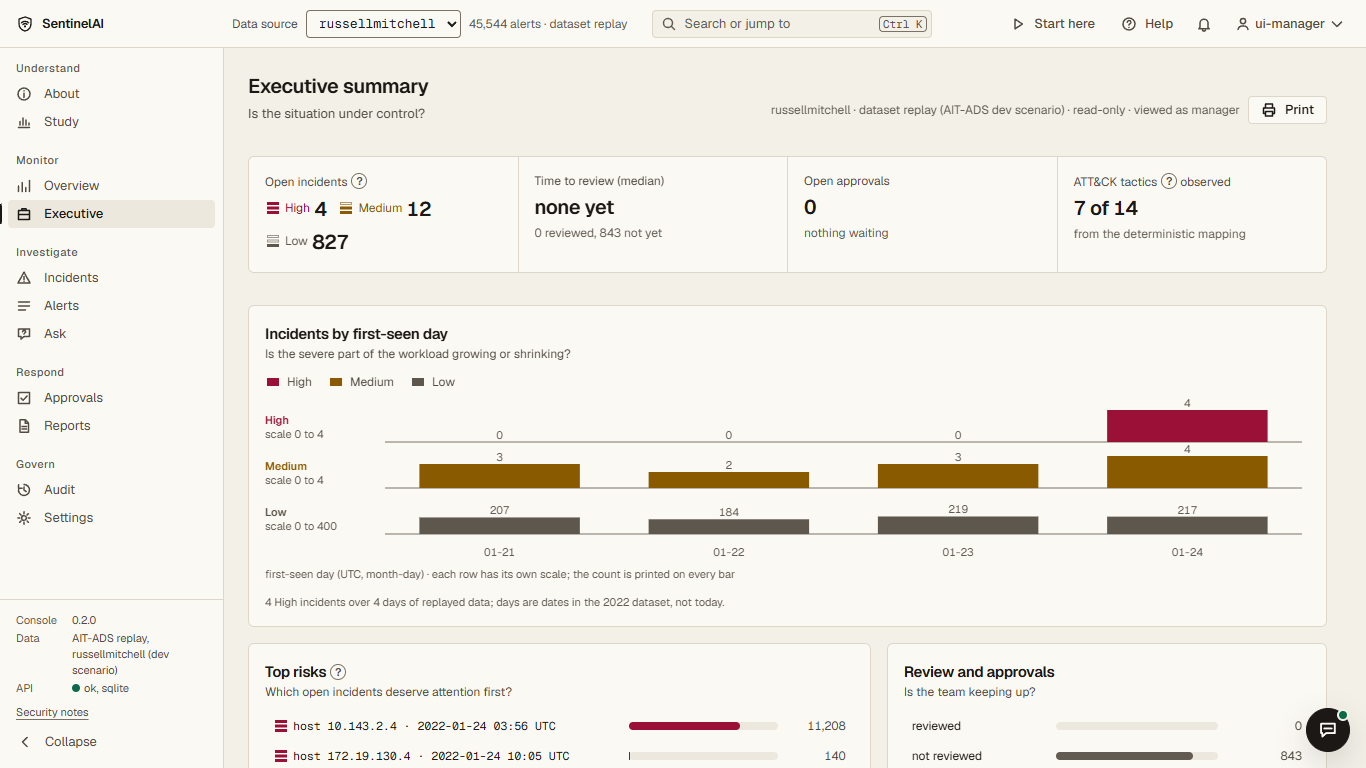 SentinelAI
Data source russellmitchell 45,544 alerts · dataset replay
Search or jump to Ctrl K
Start here
Help
ui-manager
Understand
About
Study
Monitor
Overview
Executive
Investigate
Incidents
Alerts
Ask
Respond
Approvals
Reports
Govern
Audit
Settings
Console 0.2.0
Data AIT-ADS replay,
russellmitchell (dev
scenario)
API ok, sqlite
Security notes
Collapse
Executive summary
Is the situation under control?
russellmitchell · dataset replay (AIT-ADS dev scenario) · read-only · viewed as manager
Print
Open incidents ?
High 4 Medium 12
Low 827
Time to review (median)
none yet
0 reviewed, 843 not yet
Open approvals
0
nothing waiting
ATT&CK tactics ? observed
7 of 14
from the deterministic mapping
Incidents by first-seen day
Is the severe part of the workload growing or shrinking?
High Medium Low
High
scale 0 to 4
0 0 0 4
Medium
scale 0 to 4
3 2 3 4
Low
scale 0 to 400
207 184 219 217
01-21 01-22 01-23 01-24
first-seen day (UTC, month-day) · each row has its own scale; the count is printed on every bar
4 High incidents over 4 days of replayed data; days are dates in the 2022 dataset, not today.
Top risks ?
Which open incidents deserve attention first?
host 10.143.2.4 · 2022-01-24 03:56 UTC 11,208
host 172.19.130.4 · 2022-01-24 10:05 UTC 140
Review and approvals
Is the team keeping up?
reviewed 0
not reviewed 843